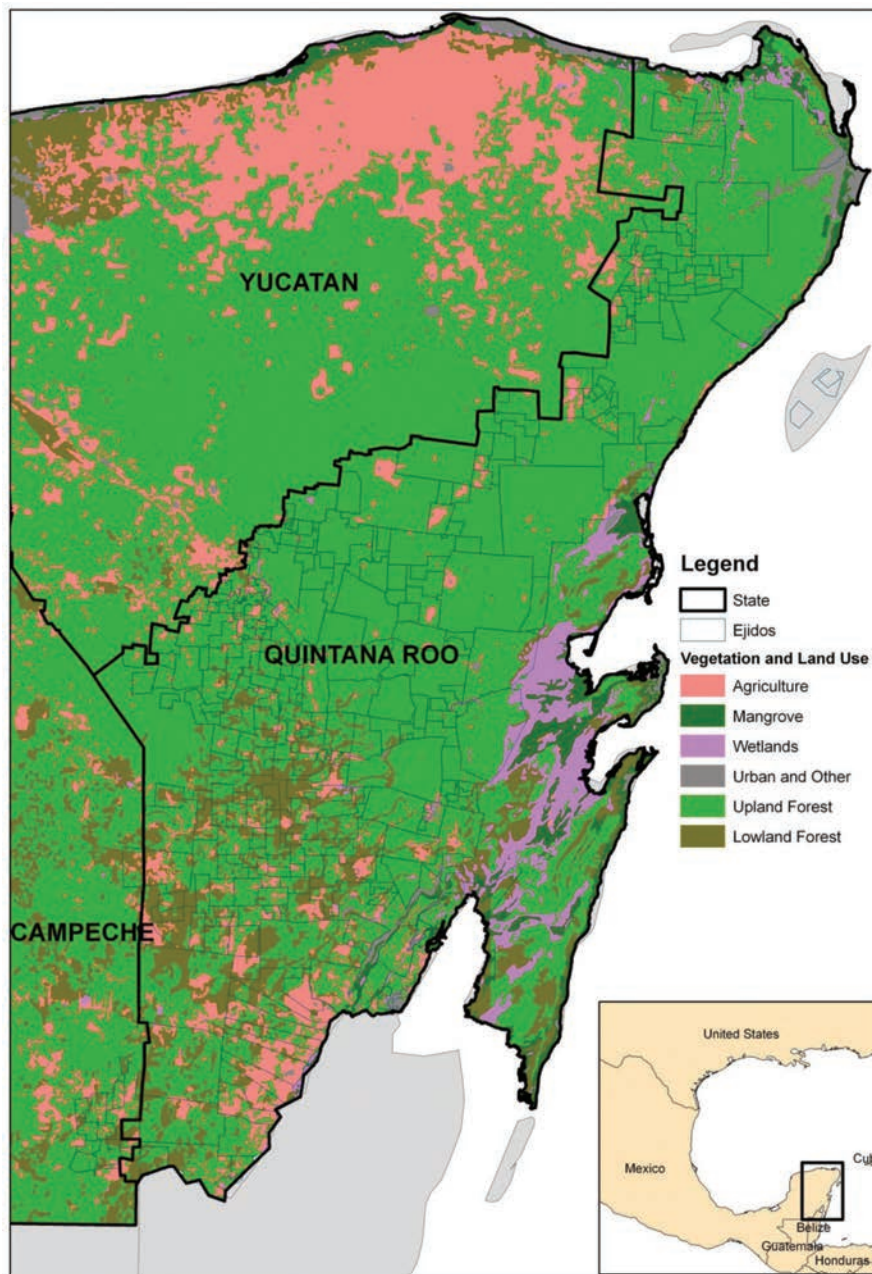 YUCATAN
QUINTANA ROO
CAMPECHE
Legend
State
Ejidos
Vegetation and Land Use
Agriculture
Mangrove
Wetlands
Urban and Other
Upland Forest
Lowland Forest
United States
Mexico
Cub
Belize
Guatemala
Honduras